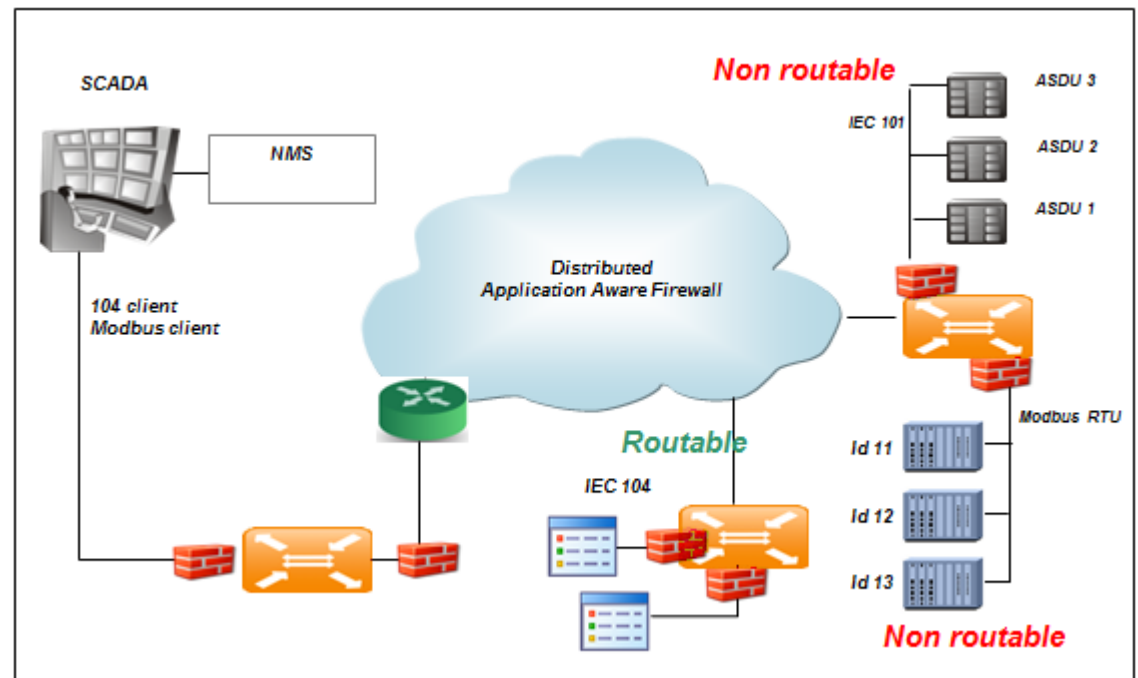 Non routable
SCADA
ASDU 3
IEC 101
NMS
ASDU 2
ASDU 1
Distributed
Application Aware Firewall
104 client
Modbus client
Modbus RTU
Routable
Id 11
IEC 104
Id 12
Id 13
Non routable